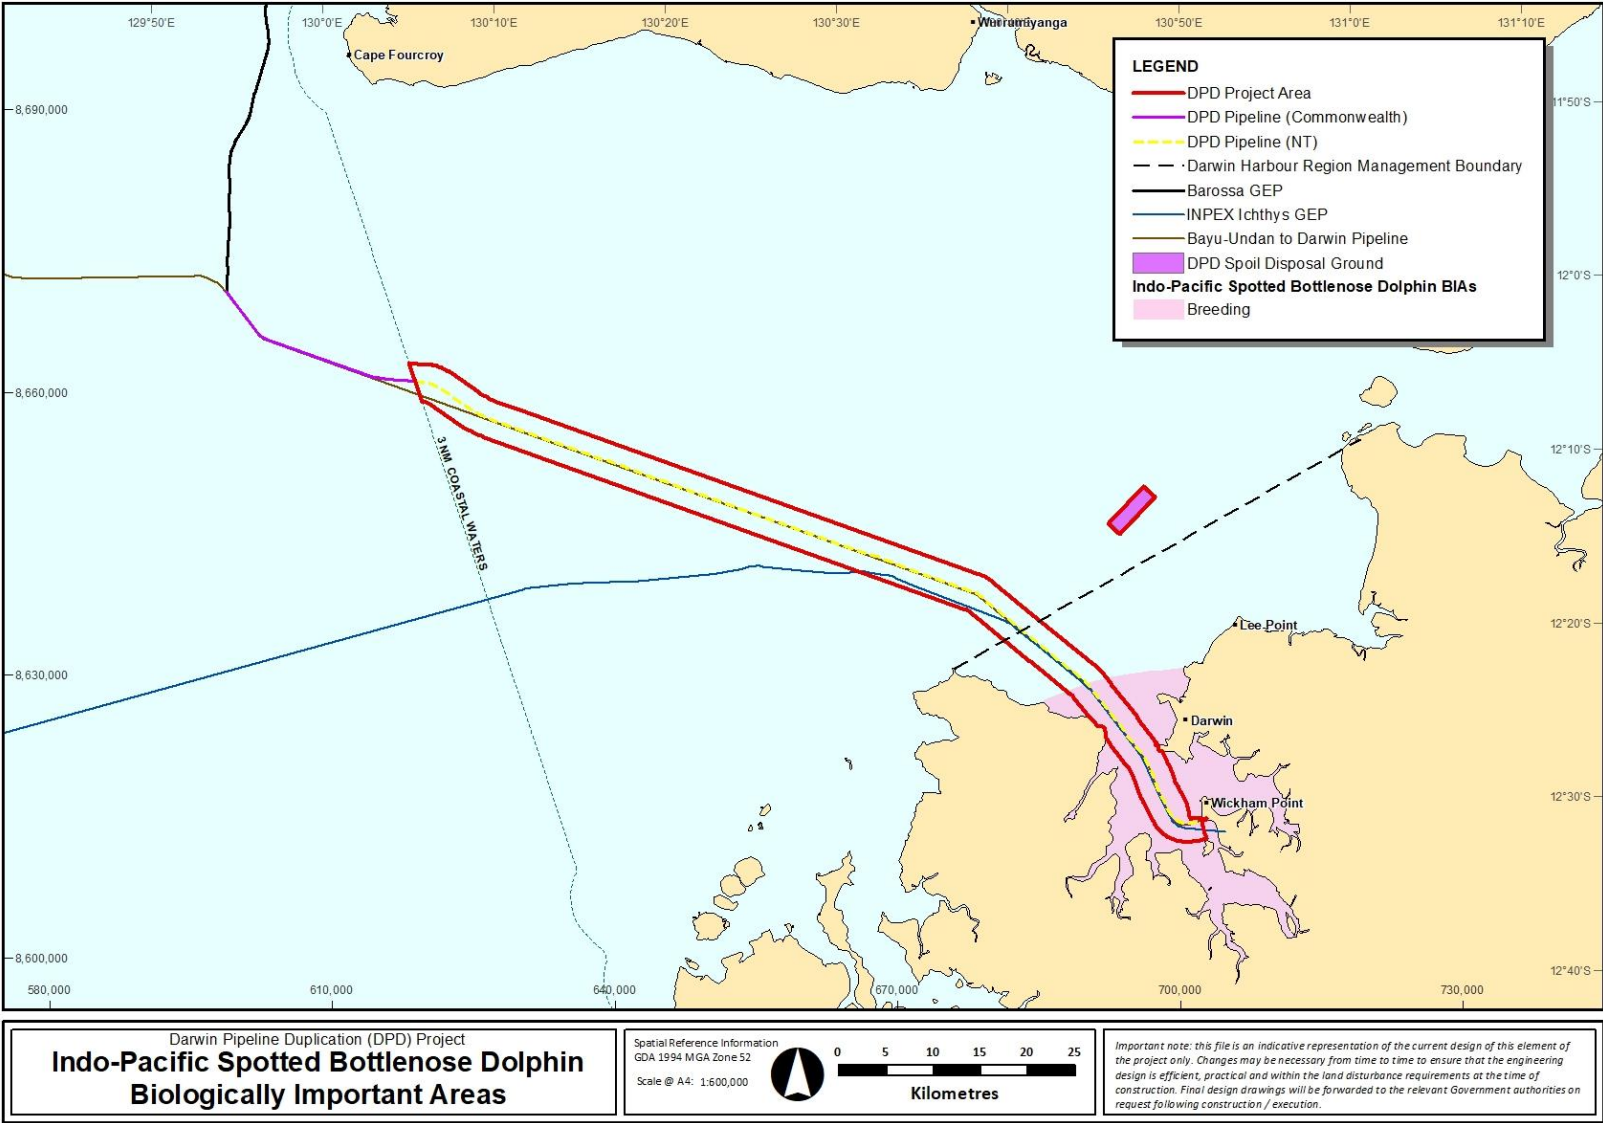 129°50'E
130°0'E
130°10'E
130°20'E
130°30'E
130°50'E
131°0'E
131°10'E
Wurrumiyanga
Cape Fourcroy
8,690,000
8,660,000
8,630,000
8,600,000
11°50'S
12°0'S
12°10'S
12°20'S
12°30'S
12°40'S
LEGEND
DPD Project Area
DPD Pipeline (Commonwealth)
DPD Pipeline (NT)
Darwin Harbour Region Management Boundary
Barossa GEP
INPEX Ichthys GEP
Bayu-Undan to Darwin Pipeline
DPD Spoil Disposal Ground
Indo-Pacific Spotted Bottlenose Dolphin BIAs
Breeding
3 NM COASTAL WATERS
Lee Point
Darwin
Wickham Point
580,000
610,000
640,000
670,000
700,000
730,000
Darwin Pipeline Duplication (DPD) Project
Indo-Pacific Spotted Bottlenose Dolphin
Biologically Important Areas
Spatial Reference Information
GDA 1994 MGA Zone 52
Scale @ A4: 1:600,000
0 5 10 15 20 25
Kilometres
Important note: this file is an indicative representation of the current design of this element of
the project only. Changes may be necessary from time to time to ensure that the engineering
design is efficient, practical and within the land disturbance requirements at the time of
construction. Final design drawings will be forwarded to the relevant Government authorities on
request following construction / execution.